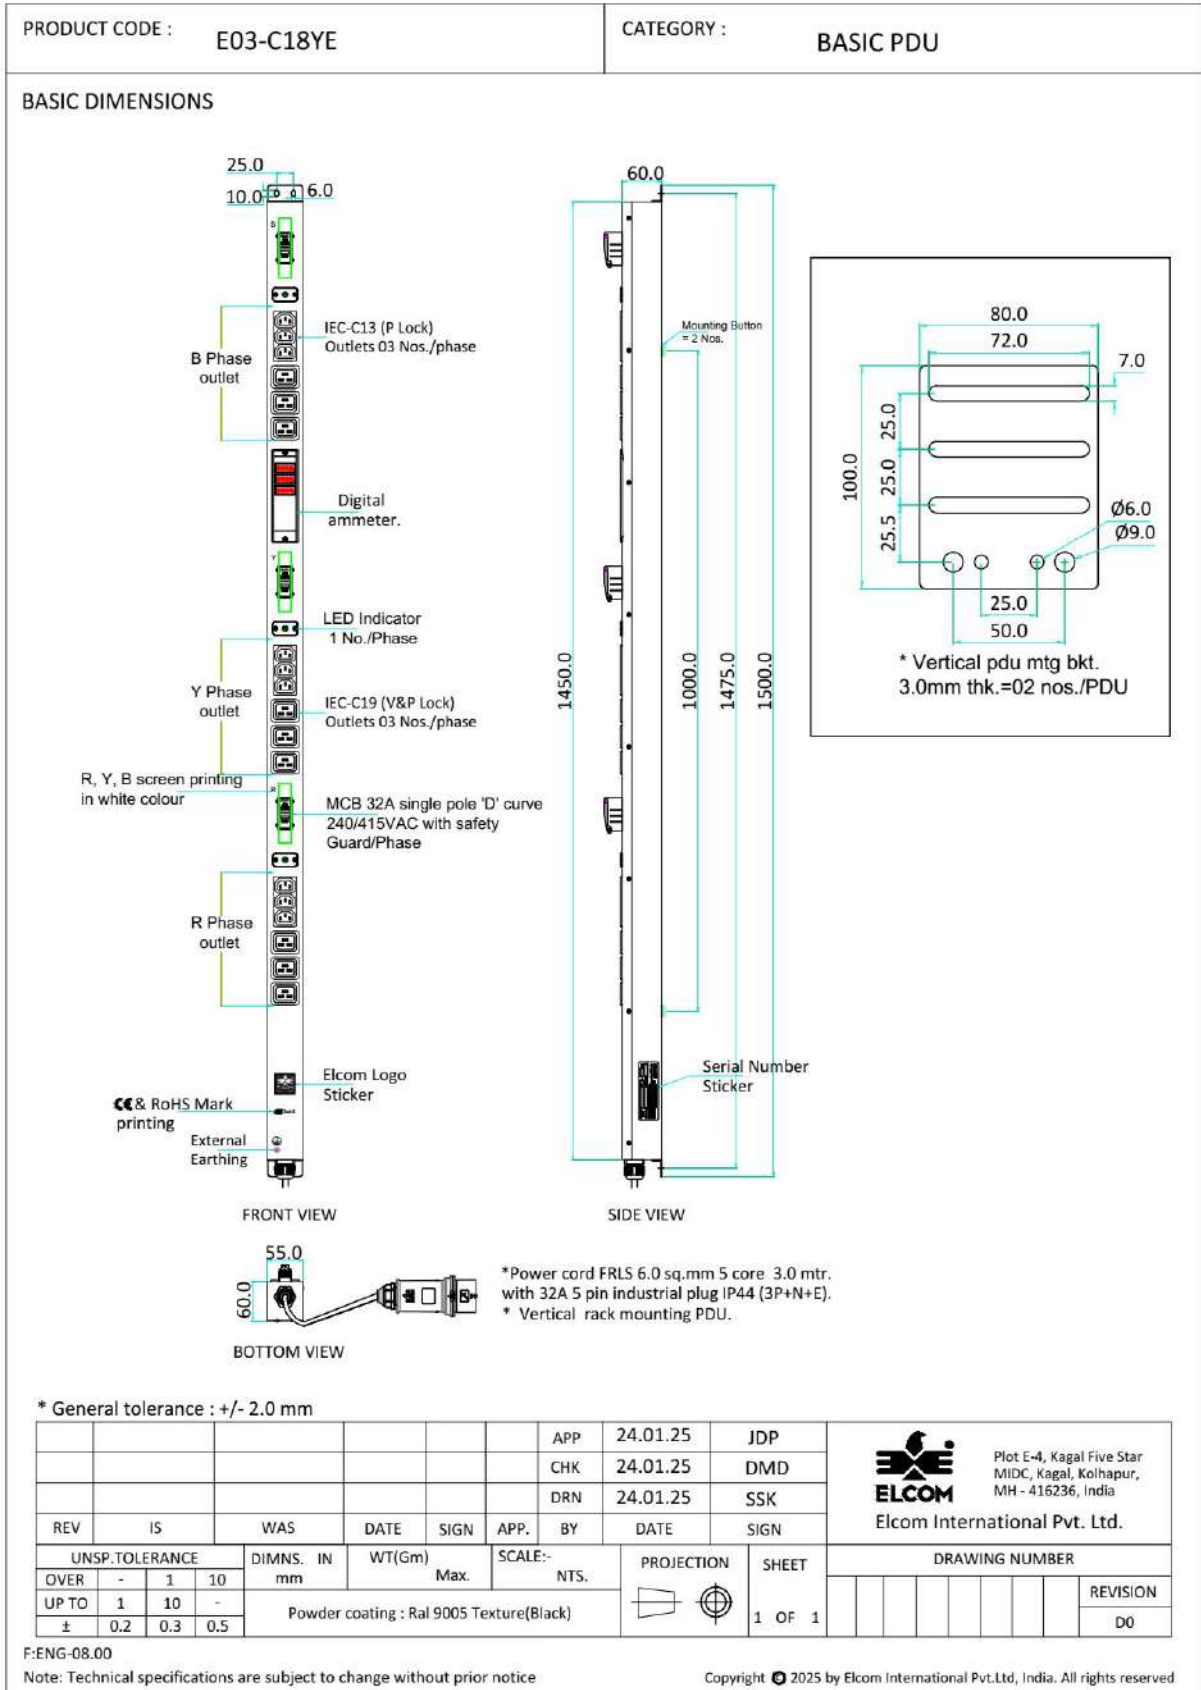 PRODUCT CODE : E03-C18YE
CATEGORY : BASIC PDU
BASIC DIMENSIONS
25.0
10.0
6.0
B
IEC-C13 (P Lock)
Outlets 03 Nos./phase
B Phase
outlet
Digital
ammeter.
Y
LED Indicator
1 No./Phase
Y Phase
outlet
IEC-C19 (V&P Lock)
Outlets 03 Nos./phase
R, Y, B screen printing
in white colour
R
MCB 32A single pole 'D' curve
240/415VAC with safety
Guard/Phase
R Phase
outlet
Elcom Logo
Sticker
CE & RoHS Mark
printing
External
Earthing
FRONT VIEW
60.0
Mounting Button
= 2 Nos.
1450.0
1000.0
1475.0
1500.0
Serial Number
Sticker
SIDE VIEW
80.0
72.0
7.0
25.0
25.0
25.5
100.0
Ø6.0
Ø9.0
25.0
50.0
* Vertical pdu mtg bkt.
3.0mm thk.=02 nos./PDU
55.0
60.0
BOTTOM VIEW
*Power cord FRLS 6.0 sq.mm 5 core 3.0 mtr.
with 32A 5 pin industrial plug IP44 (3P+N+E).
* Vertical rack mounting PDU.
* General tolerance : +/- 2.0 mm
APP 24.01.25 JDP
CHK 24.01.25 DMD
DRN 24.01.25 SSK
REV IS WAS DATE SIGN APP. BY DATE SIGN
ELCOM
Plot E-4, Kagal Five Star
MIDC, Kagal, Kolhapur,
MH - 416236, India
Elcom International Pvt. Ltd.
UNSP.TOLERANCE
OVER - 1 10
UP TO 1 10 -
± 0.2 0.3 0.5
DIMNS. IN
mm
WT(Gm)
Max.
SCALE:-
NTS.
Powder coating : Ral 9005 Texture(Black)
PROJECTION
SHEET
1 OF 1
DRAWING NUMBER
REVISION
D0
F:ENG-08.00
Note: Technical specifications are subject to change without prior notice
Copyright © 2025 by Elcom International Pvt.Ltd, India. All rights reserved